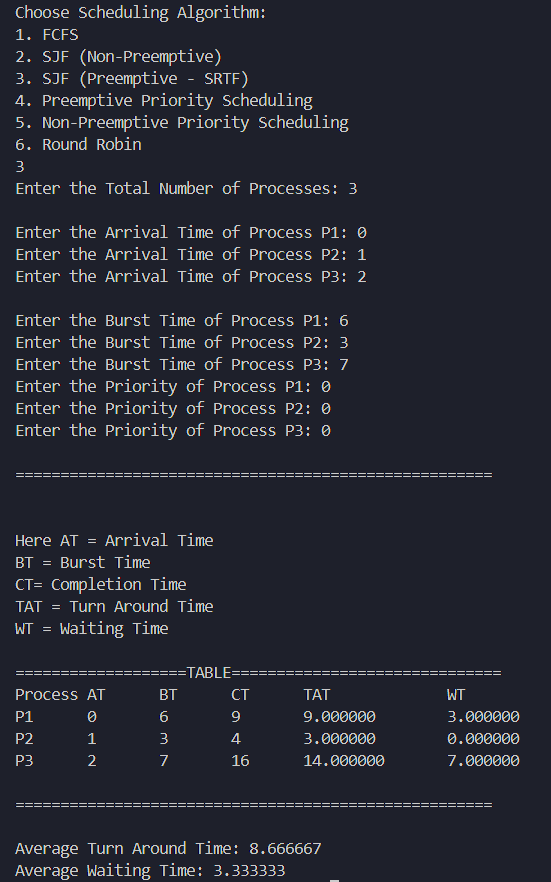 Choose Scheduling Algorithm:
1. FCFS
2. SJF (Non-Preemptive)
3. SJF (Preemptive - SRTF)
4. Preemptive Priority Scheduling
5. Non-Preemptive Priority Scheduling
6. Round Robin
3
Enter the Total Number of Processes: 3
Enter the Arrival Time of Process P1: 0
Enter the Arrival Time of Process P2: 1
Enter the Arrival Time of Process P3: 2
Enter the Burst Time of Process P1: 6
Enter the Burst Time of Process P2: 3
Enter the Burst Time of Process P3: 7
Enter the Priority of Process P1: 0
Enter the Priority of Process P2: 0
Enter the Priority of Process P3: 0
=====================================================
Here AT = Arrival Time
BT = Burst Time
CT= Completion Time
TAT = Turn Around Time
WT = Waiting Time
===================TABLE==============================
Process AT BT CT TAT WT
P1 0 6 9 9.000000 3.000000
P2 1 3 4 3.000000 0.000000
P3 2 7 16 14.000000 7.000000
=====================================================
Average Turn Around Time: 8.666667
Average Waiting Time: 3.333333